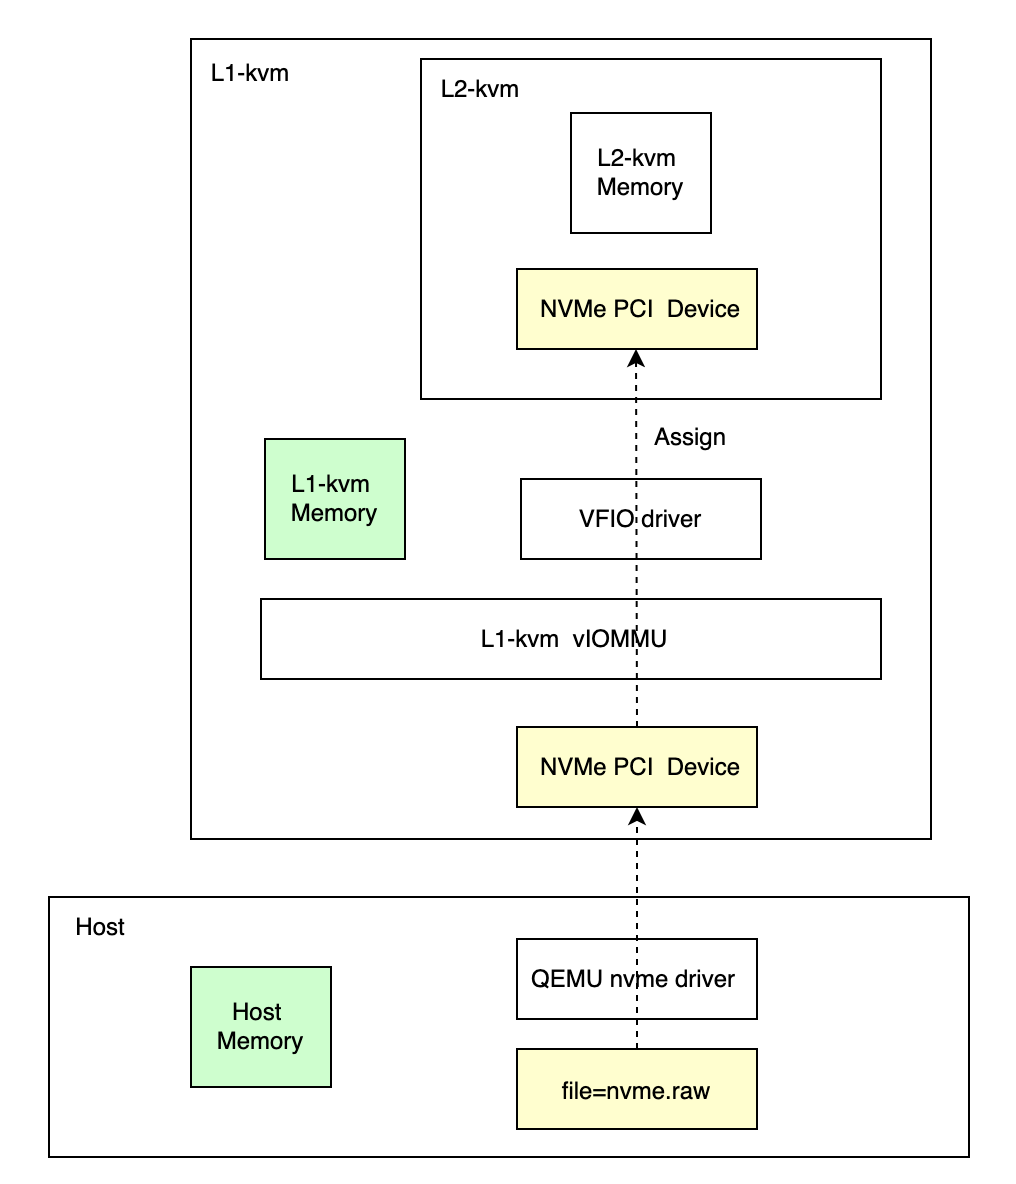 L1-kvm
L2-kvm
L2-kvm
Memory
NVMe PCI  Device
Assign
L1-kvm
Memory
VFIO driver
L1-kvm  vIOMMU
NVMe PCI  Device
Host
QEMU nvme driver
Host
Memory
file=nvme.raw